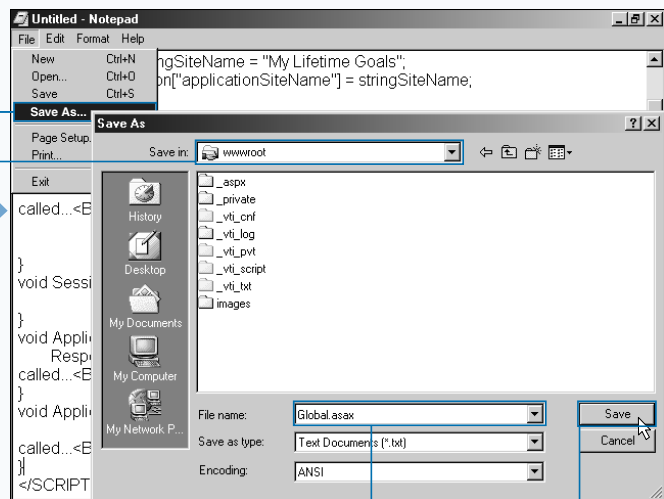 Untitled - Notepad
File Edit Format Help
New Ctrl+N
Open... Ctrl+O
Save Ctrl+S
Save As...
Page Setup.
Print...
Exit
ngSiteName = "My Lifetime Goals";
on["applicationSiteName"] = stringSiteName;
Save As
Save in: wwwroot
History
Desktop
My Documents
My Computer
My Network P...
_aspx
_private
_vti_cnf
_vti_log
_vti_pvt
_vti_script
_vti_txt
images
File name: Global.asax Save
Save as type: Text Documents (*.txt) Cancel
Encoding: ANSI
called...<B
}
void Sessi
}
void Appli
Resp
called...<E
}
void Appli
called...<B
}
</SCRIPT